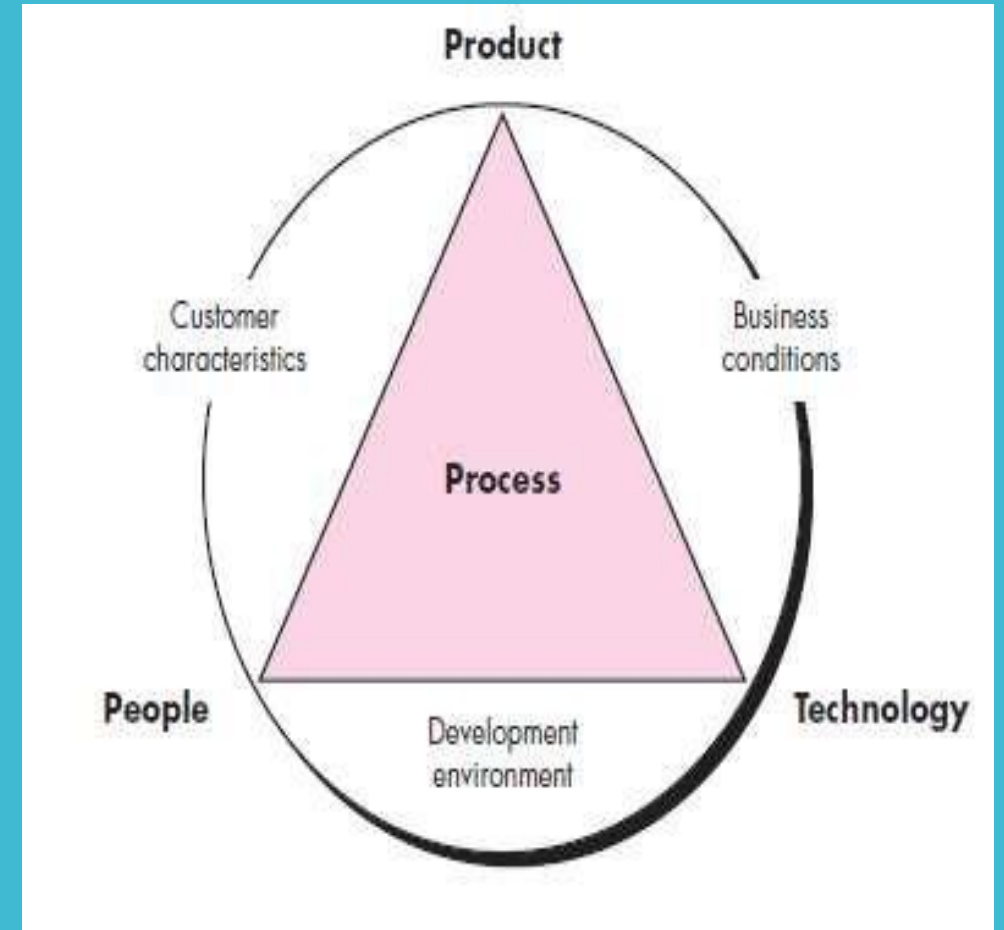 Product
Customer
characteristics
Business
conditions
Process
People
Technology
Development
environment